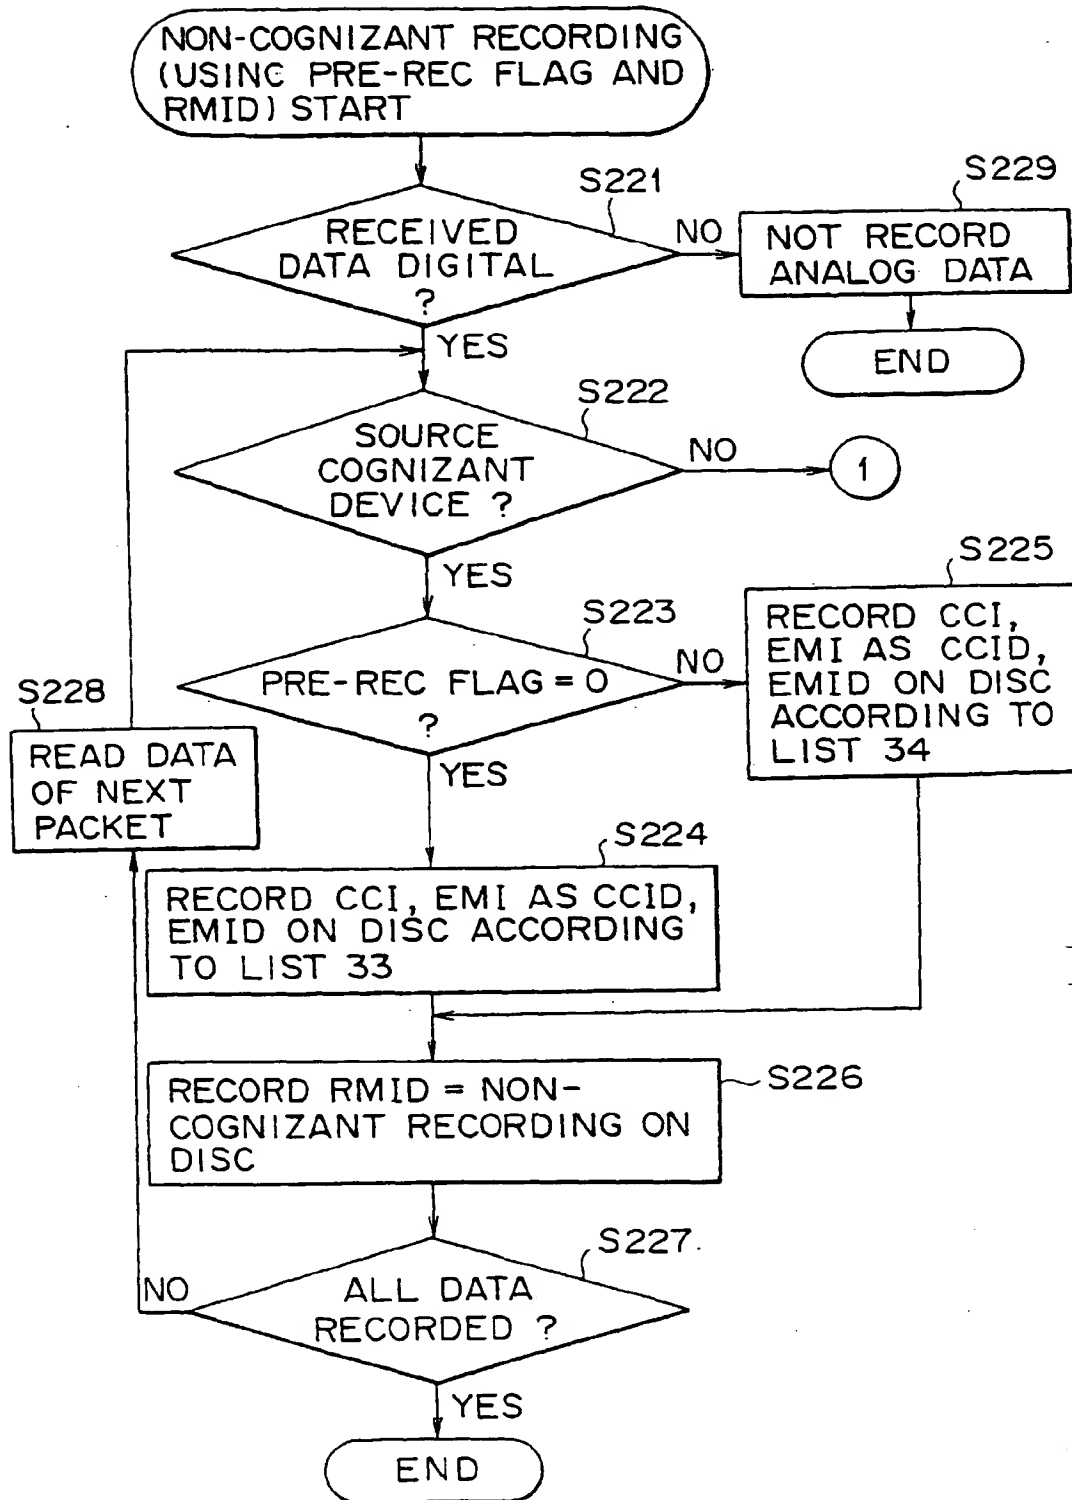 NON-COGNIZANT RECORDING
(USING PRE-REC FLAG AND
RMID) START
S221
S229
RECEIVED
DATA DIGITAL
?
NO
NOT RECORD
ANALOG DATA
YES
END
S222
SOURCE
COGNIZANT
DEVICE ?
NO
1
YES
S225
S223
RECORD CCI,
EMI AS CCID,
EMID ON DISC
ACCORDING TO
LIST 34
PRE-REC FLAG = 0
?
NO
S228
READ DATA
OF NEXT
PACKET
YES
S224
RECORD CCI, EMI AS CCID,
EMID ON DISC ACCORDING
TO LIST 33
S226
RECORD RMID = NON-
COGNIZANT RECORDING ON
DISC
S227
NO
ALL DATA
RECORDED ?
YES
END